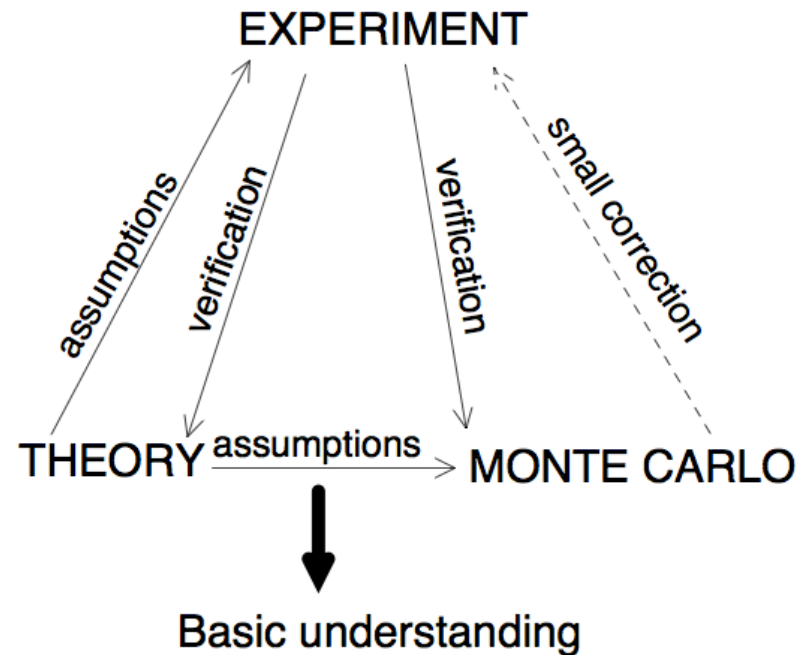 EXPERIMENT
assumptions
verification
verification
small correction
THEORY
assumptions
MONTE CARLO
Basic understanding